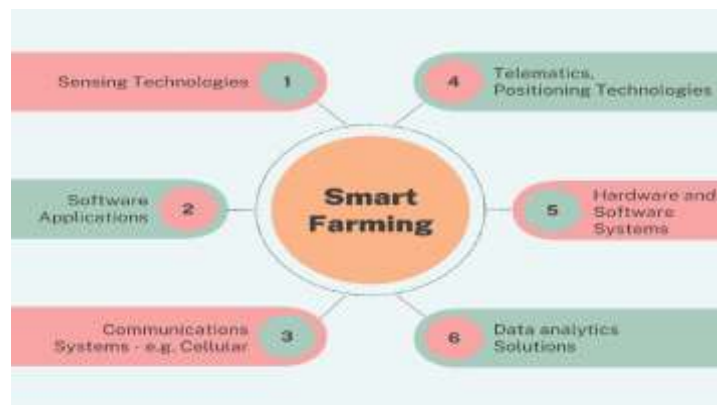 Sensing Technologies 1
Software
Applications 2
Communications
Systems - e.g. Cellular 3
Smart
Farming
4 Telematics,
Positioning Technologies
5 Hardware and
Software
Systems
6 Data analytics
Solutions